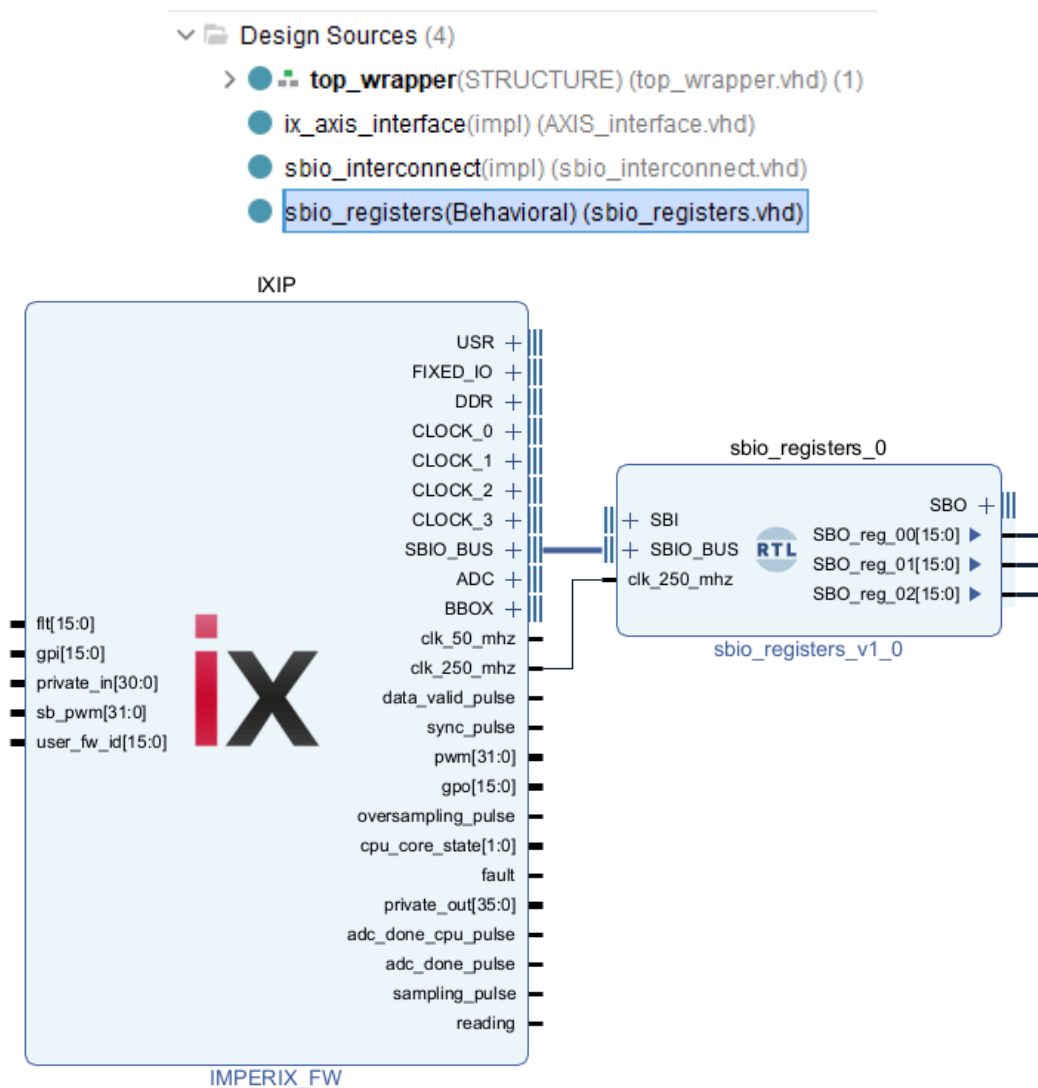 Design Sources (4)
top_wrapper(STRUCTURE) (top_wrapper.vhd) (1)
ix_axis_interface(impl) (AXIS_interface.vhd)
sbio_interconnect(impl) (sbio_interconnect.vhd)
sbio_registers(Behavioral) (sbio_registers.vhd)
IXIP
USR
FIXED_IO
DDR
CLOCK_0
CLOCK_1
CLOCK_2
CLOCK_3
SBIO_BUS
ADC
BBOX
clk_50_mhz
clk_250_mhz
data_valid_pulse
sync_pulse
pwm[31:0]
gpo[15:0]
oversampling_pulse
cpu_core_state[1:0]
fault
private_out[35:0]
adc_done_cpu_pulse
adc_done_pulse
sampling_pulse
reading
flt[15:0]
gpi[15:0]
private_in[30:0]
sb_pwm[31:0]
user_fw_id[15:0]
ix
IMPERIX_FW
sbio_registers_0
SBI
SBIO_BUS
clk_250_mhz
RTL
SBO
SBO_reg_00[15:0]
SBO_reg_01[15:0]
SBO_reg_02[15:0]
sbio_registers_v1_0